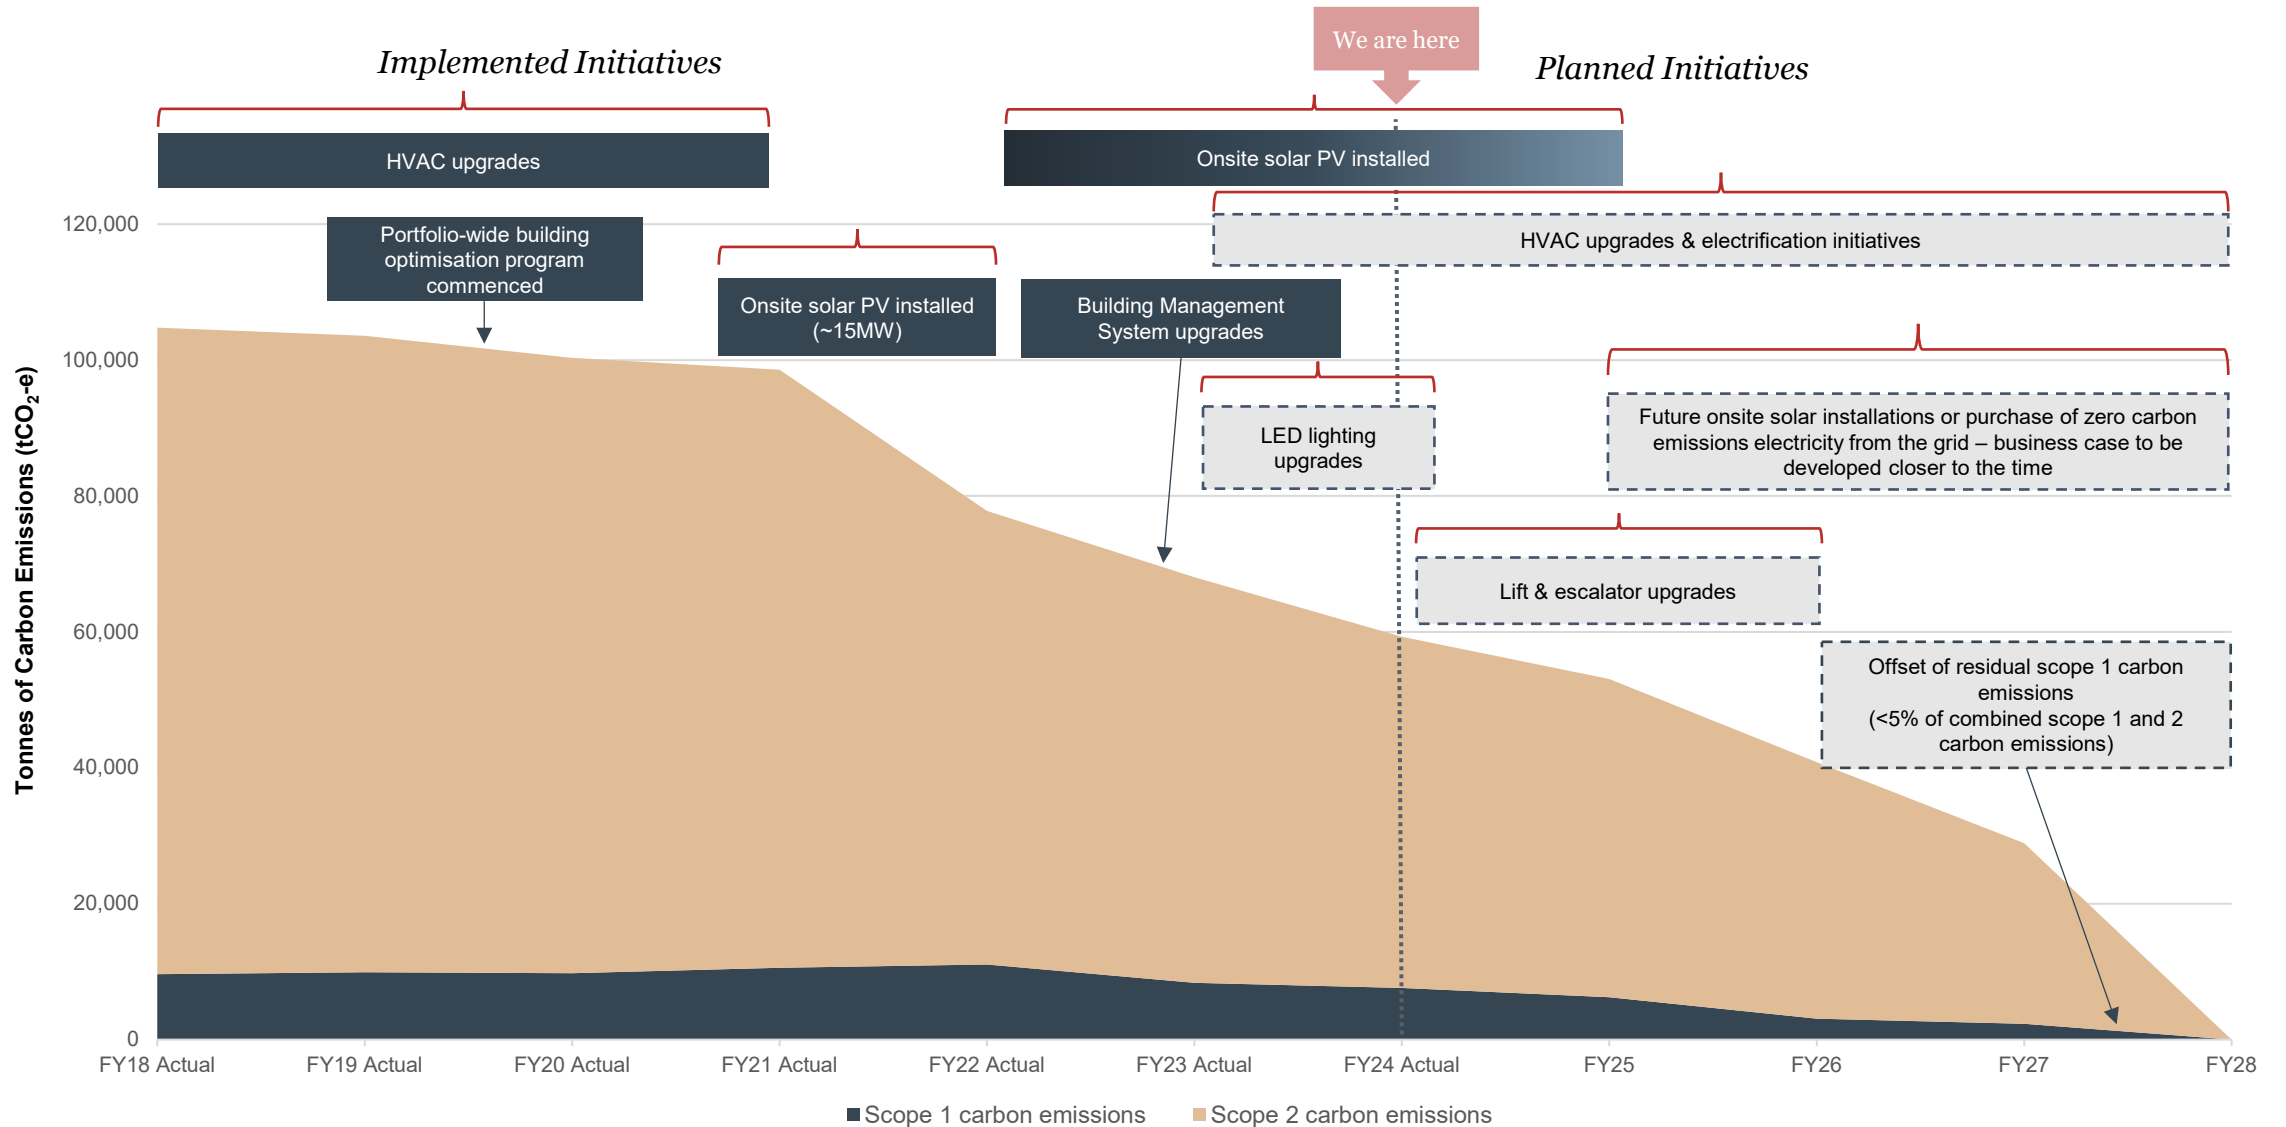 We are here
Implemented Initiatives
Planned Initiatives
HVAC upgrades
Onsite solar PV installed
120,000
Portfolio-wide building
optimisation program
commenced
HVAC upgrades & electrification initiatives
Onsite solar PV installed
(~15MW)
Building Management
System upgrades
100,000
LED lighting
upgrades
Future onsite solar installations or purchase of zero carbon
emissions electricity from the grid – business case to be
developed closer to the time
80,000
Lift & escalator upgrades
60,000
Offset of residual scope 1 carbon
emissions
(<5% of combined scope 1 and 2
carbon emissions)
40,000
20,000
0
Tonnes of Carbon Emissions (tCO₂-e)
FY18 Actual
FY19 Actual
FY20 Actual
FY21 Actual
FY22 Actual
FY23 Actual
FY24 Actual
FY25
FY26
FY27
FY28
Scope 1 carbon emissions
Scope 2 carbon emissions